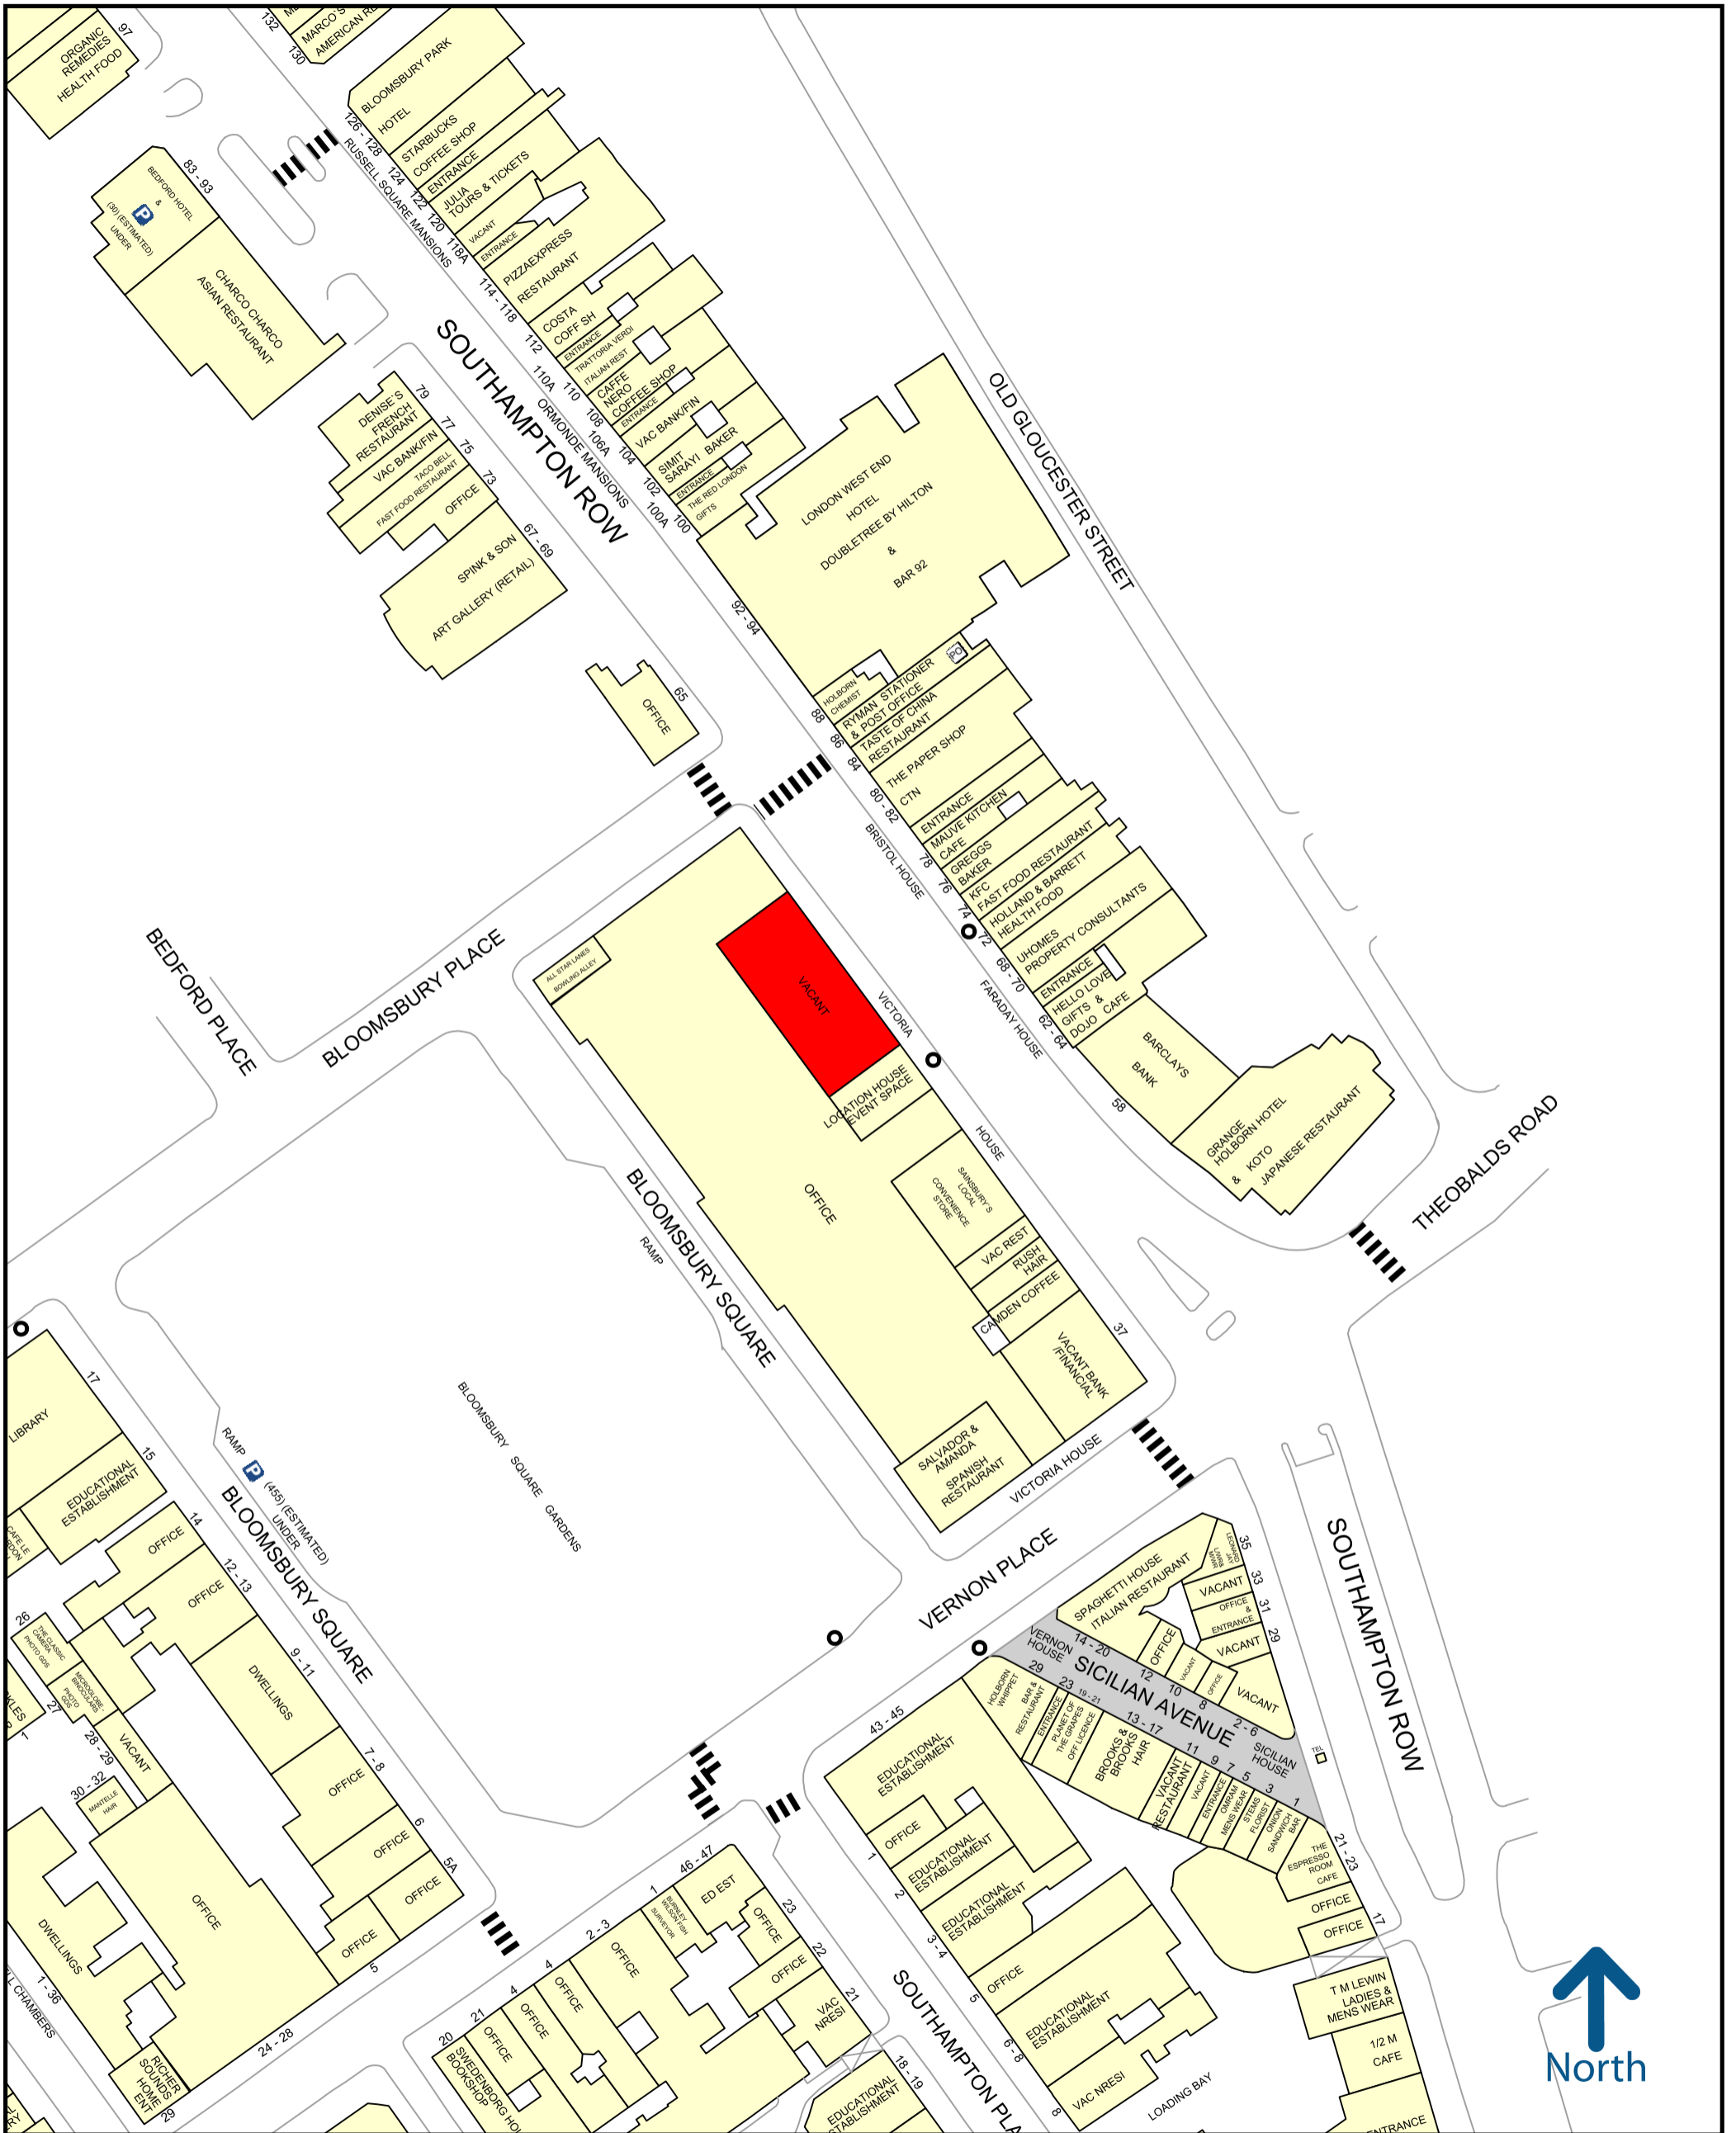 97
ORGANIC
REMEDIES
HEALTH FOOD
132
MARCO'S
130
BLOOMSBURY PARK
HOTEL
126 - 128
RUSSELL SQUARE MANSIONS
STARBUCKS
COFFEE SHOP
124
ENTRANCE
122
JULIA
TOURS & TICKETS
120
VACANT
118A
ENTRANCE
PIZZAEXPRESS
RESTAURANT
114 - 118
COSTA
COFF SH
112
ENTRANCE
110A
TRATTORIA VERDI
ITALIAN REST
110
CAFFE
NERO
COFFEE SHOP
108
ENTRANCE
106A
ORMONDE MANSIONS
VAC BANK/FIN
104
SIMIT
SARAYI BAKER
102
ENTRANCE
100A
THE RED LONDON
GIFTS
100
83 - 93
BEDFORD HOTEL
&
P
(30) (ESTIMATED)
UNDER
CHARCO CHARCO
ASIAN RESTAURANT
SOUTHAMPTON ROW
79
DENISE'S
FRENCH
RESTAURANT
77
VAC BANK/FIN
75
TACO BELL
FAST FOOD RESTAURANT
73
OFFICE
67 - 69
SPINK & SON
ART GALLERY (RETAIL)
65
OFFICE
OLD GLOUCESTER STREET
LONDON WEST END
HOTEL
DOUBLETREE BY HILTON
&
BAR 92
92 - 94
HOLBORN
CHEMIST
88
RYMAN STATIONER
& POST OFFICE
PO
86
TASTE OF CHINA
RESTAURANT
84
THE PAPER SHOP
CTN
80 - 82
ENTRANCE
BRISTOL HOUSE
MAUVE KITCHEN
CAFE
78
GREGGS
BAKER
76
KFC
FAST FOOD RESTAURANT
74
HOLLAND & BARRETT
HEALTH FOOD
72
UHOMES
PROPERTY CONSULTANTS
68 - 70
ENTRANCE
FARADAY HOUSE
HELLO LOVE
GIFTS &
DOJO CAFE
62 - 64
BARCLAYS
BANK
58
GRANGE
HOLBORN HOTEL
& KOTO
JAPANESE RESTAURANT
THEOBALDS ROAD
BEDFORD PLACE
BLOOMSBURY PLACE
ALL STAR LANES
BOWLING ALLEY
VACANT
VICTORIA
HOUSE
LOCATION HOUSE
EVENT SPACE
OFFICE
SAINSBURY'S
LOCAL
CONVENIENCE
STORE
VAC REST
RUSH
HAIR
CAMDEN COFFEE
37
VACANT BANK
/FINANCIAL
SALVADOR &
AMANDA
SPANISH
RESTAURANT
VICTORIA HOUSE
BLOOMSBURY SQUARE
RAMP
BLOOMSBURY SQUARE GARDENS
RAMP
P
(455) (ESTIMATED)
UNDER
BLOOMSBURY SQUARE
17
LIBRARY
15
EDUCATIONAL
ESTABLISHMENT
CAFE LE
14
OFFICE
12 - 13
OFFICE
9 - 11
DWELLINGS
7 - 8
OFFICE
6
OFFICE
5A
OFFICE
5
OFFICE
26
THE CLASSIC
CAMERA
PHOTO GDS
27
MICROGLOBE -
BINOCULARS
PHOTO
GDS
1
28 - 29
VACANT
30 - 32
MANTELLE
HAIR
OFFICE
DWELLINGS
1 - 36
CHAMBERS
24 - 28
RICHER
SOUNDS
HOME
ENT
29
VERNON PLACE
SPAGHETTI HOUSE
ITALIAN RESTAURANT
14 - 20
LEONARD
JAY
35
33
VACANT
31
OFFICE
&
ENTRANCE
29
VACANT
VACANT
12
OFFICE
10
VACANT
8
OFFICE
2 - 6
VERNON
HOUSE
SICILIAN AVENUE
SICILIAN
HOUSE
TEL
SOUTHAMPTON ROW
29
HOLBORN
WHIPPET
BAR &
RESTAURANT
ENTRANCE
23
PLANET OF
THE GRAPES
OFF LICENCE
19 - 21
13 - 17
BROOKS &
BROOKS
HAIR
11
VACANT
RESTAURANT
9
VACANT
7
ENTRANCE
5
OMRAM
MENS WEAR
STEMS
FLORIST
3
ONION
SANDWICH
BAR
1
THE
ESPRESSO
ROOM
CAFE
21 - 23
OFFICE
OFFICE
17
T M LEWIN
LADIES &
MENS WEAR
1/2 M
CAFE
ENTRANCE
43 - 45
EDUCATIONAL
ESTABLISHMENT
OFFICE
1
EDUCATIONAL
ESTABLISHMENT
2
EDUCATIONAL
ESTABLISHMENT
3 - 4
OFFICE
5
EDUCATIONAL
ESTABLISHMENT
6 - 8
VAC NRESI
8
LOADING BAY
SOUTHAMPTON PLA
46 - 47
ED EST
1
BURNLEY
WILSON FISH
SURVEYOR
23
OFFICE
22
OFFICE
21
VAC
NRESI
2 - 3
OFFICE
4
OFFICE
4
OFFICE
21
OFFICE
20
SWEDENBORG HOU
BOOKSHOP
18 - 19
EDUCATIONAL
ESTABLISHMENT
North